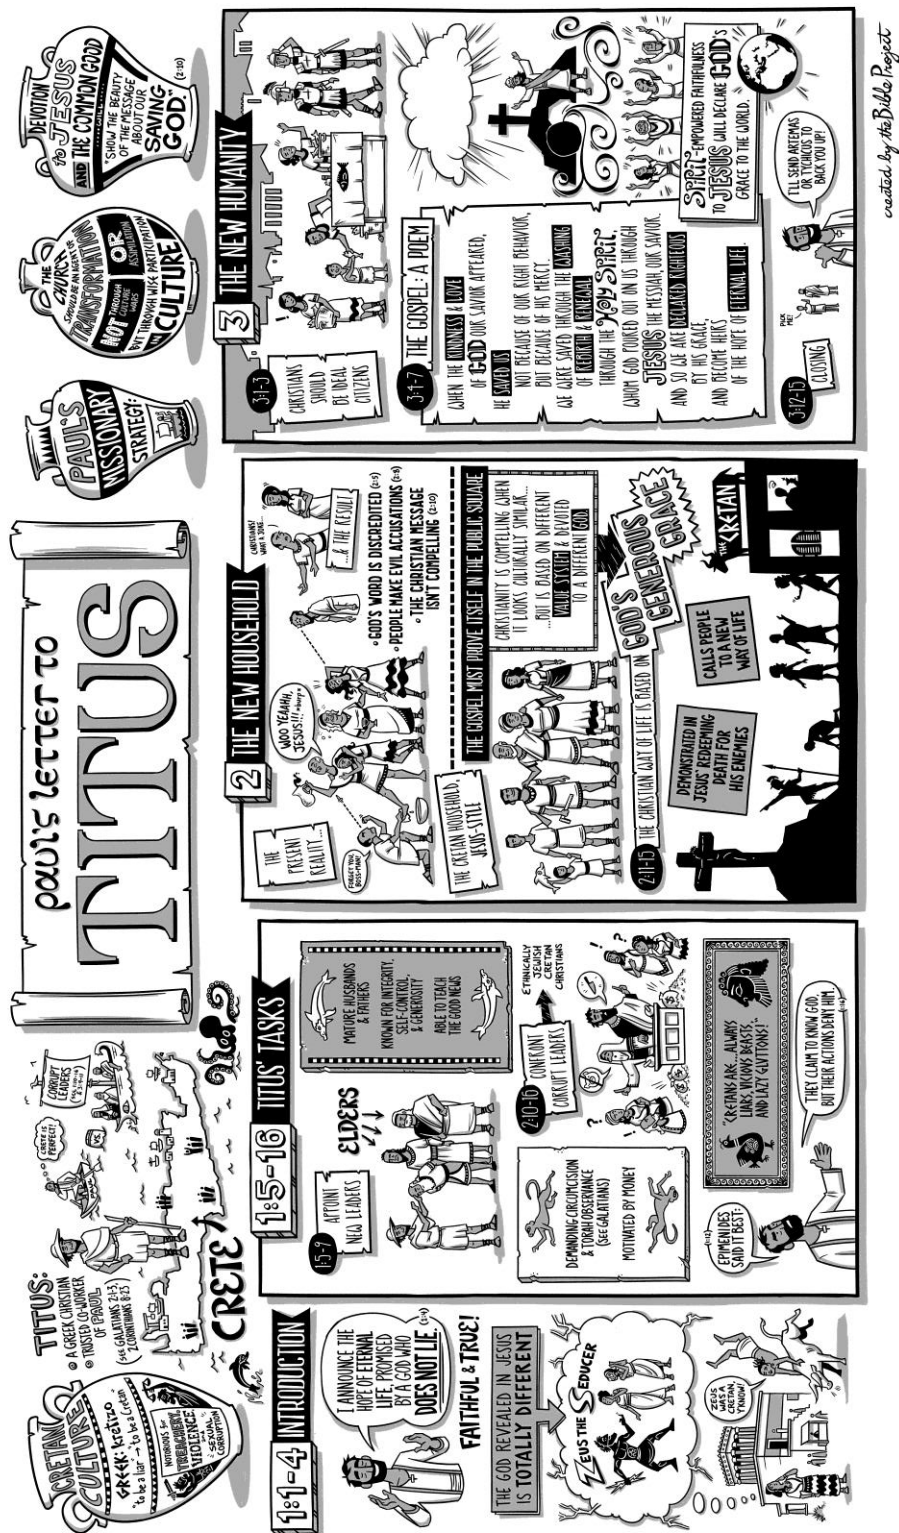 CRETAN
CULTURE
GREEK: kretizo
"to be a liar" - "to be a Cretan"
NOTORIOUS for
TREACHERY,
VIOLENCE,
and a
SEXUAL
CORRUPTION
TITUS:
A GREEK CHRISTIAN
TRUSTED CO-WORKER
OF PAUL
(SEE GALATIANS 2:1-3,
2 CORINTHIANS 8:23)
CRETE IS
PERFECT!
VS.
CORRUPT
LEADERS
CRETE
PAUL'S LETTER TO
TITUS
PAUL'S
MISSIONARY
STRATEGY:
THE
CHURCH
SHOULD BE AN AGENT OF
TRANSFORMATION
NOT THROUGH
CULTURE
WARS
OR
ASSIMILATION
BUT THROUGH WISE PARTICIPATION
IN
CULTURE!
DEVOTION
to JESUS
AND THE COMMON GOD
"SHOW THE BEAUTY
OF THE MESSAGE
ABOUT OUR
SAVING
GOD." (2:10)
1:1-4 INTRODUCTION
I ANNOUNCE THE
HOPE OF ETERNAL
LIFE, PROMISED
BY A GOD WHO
DOES NOT LIE.
FAITHFUL & TRUE!
THE GOD REVEALED IN JESUS
IS TOTALLY DIFFERENT
ZEUS THE SEDUCER
ZEUS
WAS A
CRETAN,
Y'KNOW!
1:5-16 TITUS' TASKS
1:5-9
APPOINT
NEW LEADERS
ELDERS
MATURE HUSBANDS
& FATHERS
KNOWN FOR INTEGRITY,
SELF-CONTROL,
& GENEROSITY
ABLE TO TEACH
THE GOOD NEWS
2:10-16
CONFRONT
CORRUPT LEADERS
ETHNICALLY
JEWISH
CRETAN
CHRISTIANS
DEMANDING CIRCUMCISION
& TORAH OBSERVANCE
(SEE GALATIANS)
MOTIVATED BY MONEY
? ! ! ?
(1:12)
EPIMENIDES
SAID IT BEST:
"CRETANS ARE...ALWAYS
LIARS, VICIOUS BEASTS,
AND LAZY GLUTTONS!"
THEY CLAIM TO KNOW GOD,
BUT THEIR ACTIONS DENY HIM.
2 THE NEW HOUSEHOLD
THE
PRESENT
REALITY...
FORGET YOU,
BOSS-MAN!
WOO YEAHHH,
JESUS!!! *burp*
CHRISTIANS!
WHAT A JOKE...
...& THE RESULT.
• GOD'S WORD IS DISCREDITED (2:5)
• PEOPLE MAKE EVIL ACCUSATIONS (2:8)
• THE CHRISTIAN MESSAGE
ISN'T COMPELLING (2:10)
THE CRETAN HOUSEHOLD,
JESUS-STYLE
THE GOSPEL MUST PROVE ITSELF IN THE PUBLIC SQUARE
CHRISTIANITY IS COMPELLING WHEN
IT LOOKS CULTURALLY SIMILAR...
...BUT IS BASED ON DIFFERENT
VALUE SYSTEM & DEVOTED
TO A DIFFERENT GOD
2:11-15
THE CHRISTIAN WAY OF LIFE IS BASED ON
GOD'S
GENEROUS
GRACE
DEMONSTRATED IN
JESUS' REDEEMING
DEATH FOR
HIS ENEMIES
CALLS PEOPLE
TO A NEW
WAY OF LIFE
THE CRETAN
3 THE NEW HUMANITY
3:1-3
CHRISTIANS
SHOULD
BE IDEAL
CITIZENS
!
3:4-7
THE GOSPEL: A POEM
WHEN THE KINDNESS & LOVE
OF GOD OUR SAVIOR APPEARED,
HE SAVED US
NOT BECAUSE OF OUR RIGHT BEHAVIOR,
BUT BECAUSE OF HIS MERCY.
WE WERE SAVED THROUGH THE WASHING
OF REBIRTH & RENEWAL
THROUGH THE HOLY SPIRIT,
WHOM GOD POURED OUT ON US THROUGH
JESUS THE MESSIAH, OUR SAVIOR
AND SO WE ARE DECLARED RIGHTEOUS
BY HIS GRACE,
AND BECOME HEIRS
OF THE HOPE OF ETERNAL LIFE.
SPIRIT-EMPOWERED FAITHFULNESS
TO JESUS WILL DECLARE GOD'S
GRACE TO THE WORLD.
3:12-15
CLOSING
PICK
ME!
I'LL SEND ARTEMAS
OR TYCHICUS TO
BACK YOU UP!
created by the Bible Project